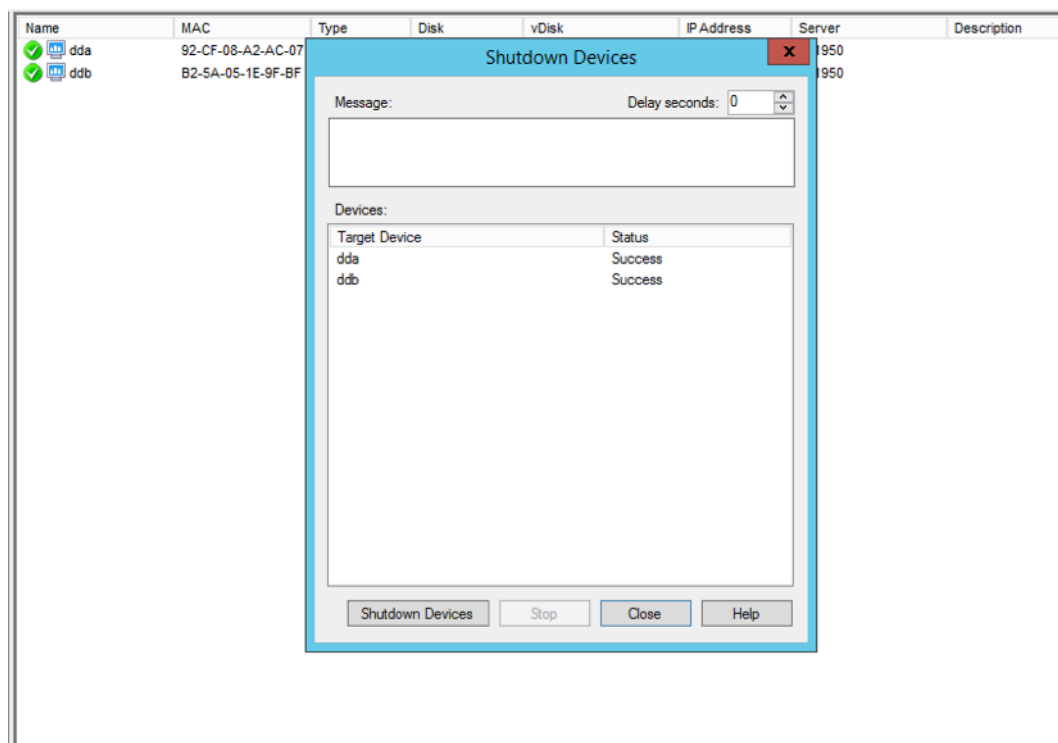 Name MAC Type Disk vDisk IP Address Server Description
dda 92-CF-08-A2-AC-07 1950
ddb B2-5A-05-1E-9F-BF 1950
Shutdown Devices x
Message: Delay seconds: 0
Devices:
Target Device Status
dda Success
ddb Success
Shutdown Devices Stop Close Help